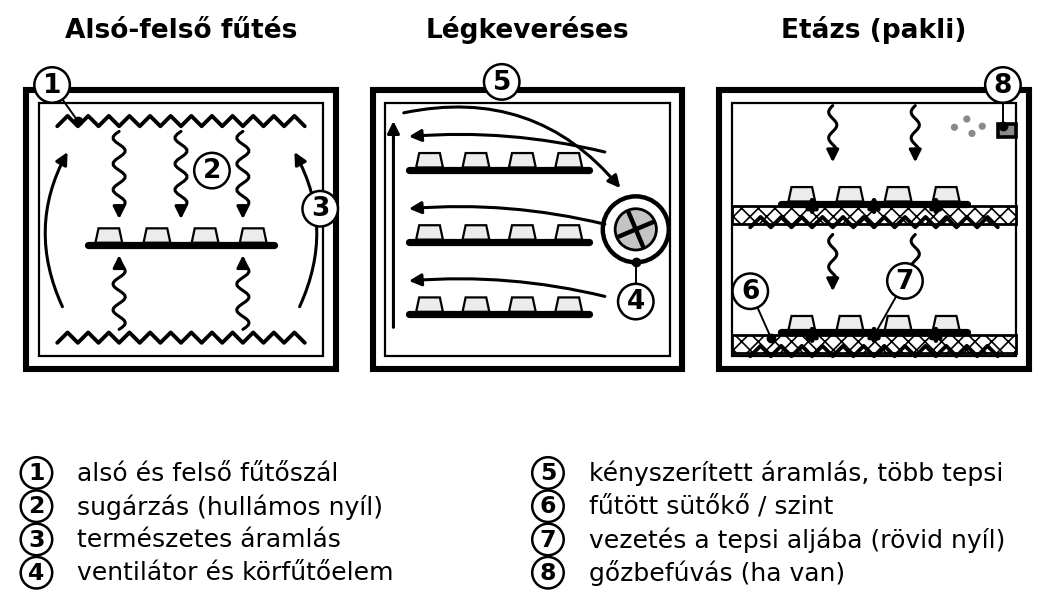 Alsó-felső fűtés
Légkeveréses
Etázs (pakli)
1
5
8
2
3
4
6
7
1 alsó és felső fűtőszál
2 sugárzás (hullámos nyíl)
3 természetes áramlás
4 ventilátor és körfűtőelem
5 kényszerített áramlás, több tepsi
6 fűtött sütőkő / szint
7 vezetés a tepsi aljába (rövid nyíl)
8 gőzbefúvás (ha van)